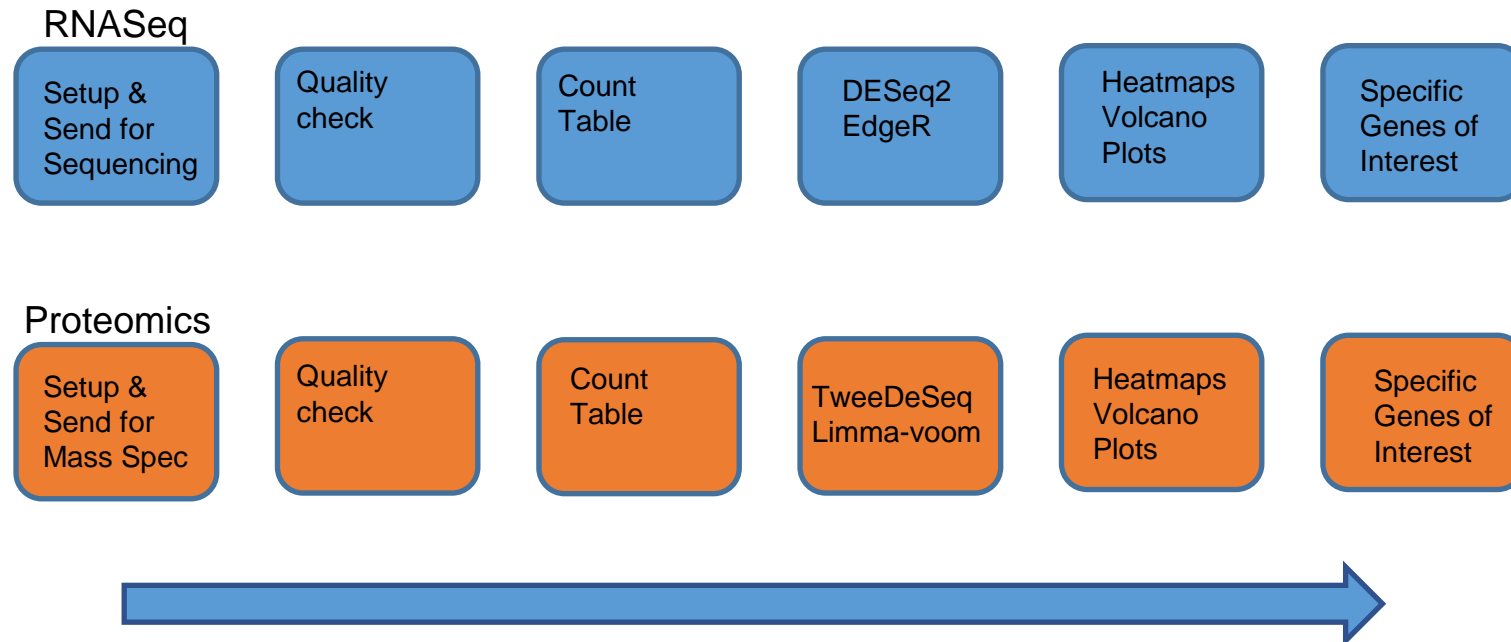 RNASeq
Setup &
Send for
Sequencing
Quality
check
Count
Table
DESeq2
EdgeR
Heatmaps
Volcano
Plots
Specific
Genes of
Interest
Proteomics
Setup &
Send for
Mass Spec
Quality
check
Count
Table
TweeDeSeq
Limma-voom
Heatmaps
Volcano
Plots
Specific
Genes of
Interest